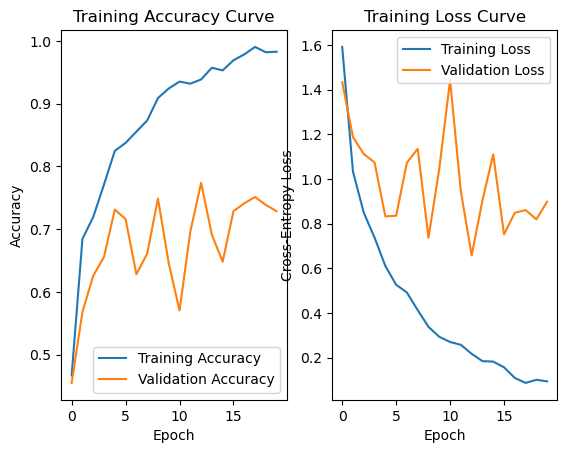 Training Accuracy Curve
1.0
0.9
0.8
0.7
0.6
0.5
Accuracy
0
5
10
15
Epoch
Training Accuracy
Validation Accuracy
Training Loss Curve
1.6
1.4
1.2
1.0
0.8
0.6
0.4
0.2
Cross-Entropy Loss
0
5
10
15
Epoch
Training Loss
Validation Loss